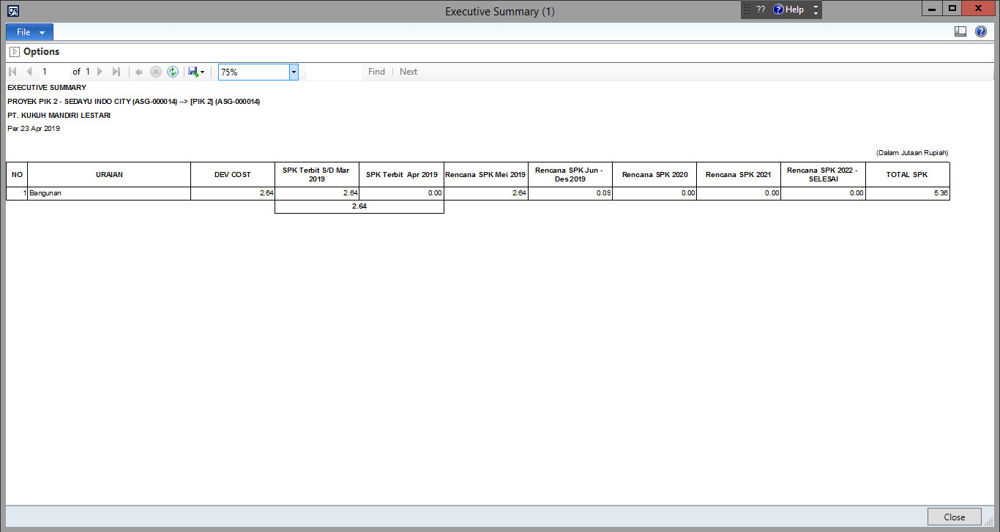 Executive Summary (1)
?? Help
File
Options
1 of 1 75% Find Next
EXECUTIVE SUMMARY
PROYEK PIK 2 - SEDAYU INDO CITY (ASG-000014) --> [PIK 2] (ASG-000014)
PT. KUKUH MANDIRI LESTARI
Per 23 Apr 2019
(Dalam Jutaan Rupiah)
NO URAIAN DEV COST SPK Terbit S/D Mar 2019 SPK Terbit Apr 2019 Rencana SPK Mei 2019 Rencana SPK Jun - Des 2019 Rencana SPK 2020 Rencana SPK 2021 Rencana SPK 2022 - SELESAI TOTAL SPK
1 Bangunan 2.64 2.64 0.00 2.64 0.09 0.00 0.00 0.00 5.36
2.64
Close